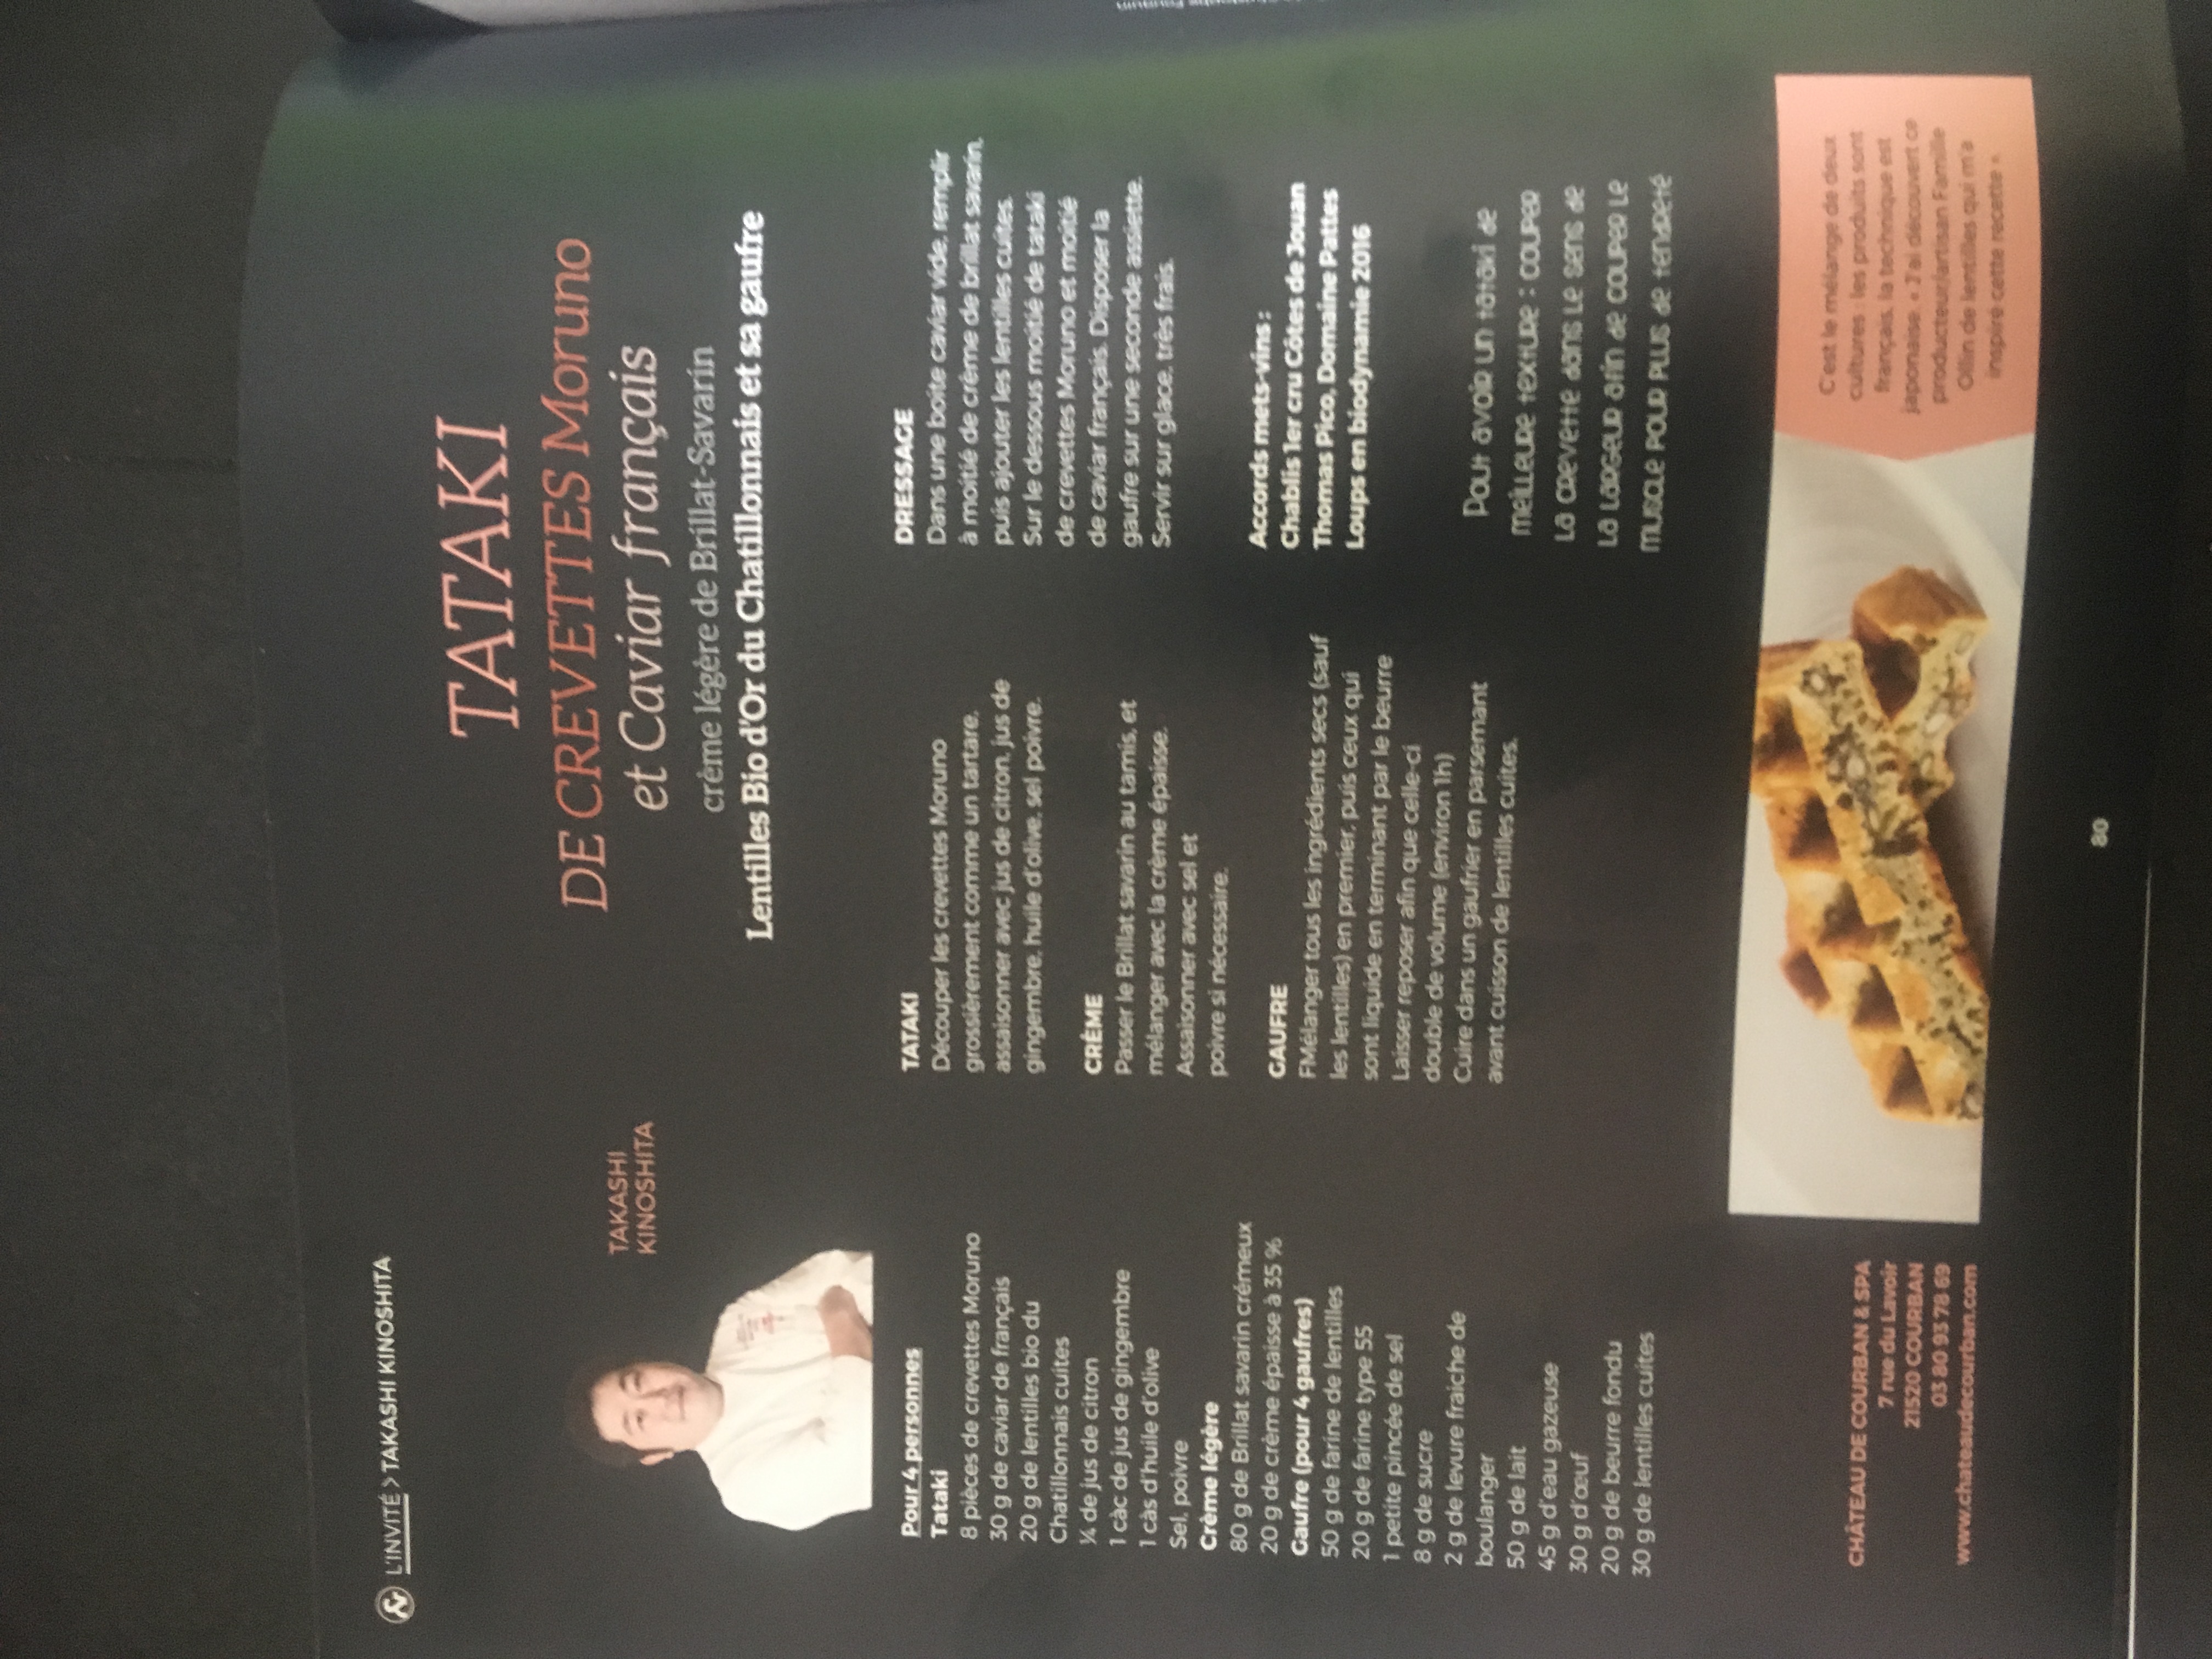 L'INVITÉ > TAKASHI KINOSHITA
TATAKI
DE CREVETTES Moruno
et Caviar français
crème légère de Brillat-Savarin
Lentilles Bio d'Or du Chatillonnais et sa gaufre
TAKASHI
KINOSHITA
Pour 4 personnes
Tataki
8 pièces de crevettes Moruno
30 g de caviar de français
20 g de lentilles bio du
Chatillonnais cuites
¼ de jus de citron
1 càc de jus de gingembre
1 càs d'huile d'olive
Sel, poivre
Crème légère
80 g de Brillat savarin crémeux
20 g de crème épaisse à 35 %
Gaufre (pour 4 gaufres)
50 g de farine de lentilles
20 g de farine type 55
1 petite pincée de sel
8 g de sucre
2 g de levure fraiche de
boulanger
50 g de lait
45 g d'eau gazeuse
30 g d'œuf
20 g de beurre fondu
30 g de lentilles cuites
TATAKI
Découper les crevettes Moruno
grossièrement comme un tartare,
assaisonner avec jus de citron, jus de
gingembre, huile d'olive, sel poivre.
CRÈME
Passer le Brillat savarin au tamis, et
mélanger avec la crème épaisse.
Assaisonner avec sel et
poivre si nécessaire.
GAUFRE
FMélanger tous les ingrédients secs (sauf
les lentilles) en premier, puis ceux qui
sont liquide en terminant par le beurre
Laisser reposer afin que celle-ci
double de volume (environ 1h)
Cuire dans un gaufrier en parsemant
avant cuisson de lentilles cuites.
DRESSAGE
Dans une boite caviar vide, remplir
à moitié de crème de brillat savarin,
puis ajouter les lentilles cuites.
Sur le dessous moitié de tataki
de crevettes Moruno et moitié
de caviar français. Disposer la
gaufre sur une seconde assiette.
Servir sur glace, très frais.
Accords mets-vins :
Chablis 1er cru Côtes de Jouan
Thomas Pico, Domaine Pattes
Loups en biodynamie 2016
Pout avoir un tataki de
meilleure texture : couper
la crevette dans le sens de
la largeur afin de couper le
muscle pour plus de tendreté
CHÂTEAU DE COURBAN & SPA
7 rue du Lavoir
21520 COURBAN
03 80 93 78 69
www.chateaudecourban.com
C'est le mélange de deux
cultures : les produits sont
français, la technique est
japonaise. « J'ai découvert ce
producteur/artisan Famille
Ollin de lentilles qui m'a
inspiré cette recette ».
80